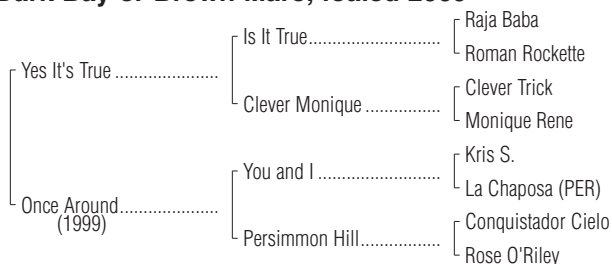 Dark Bay or Brown Mare; foaled
Raja Baba
Is It True
Roman Rockette
Yes It's True
Clever Trick
Clever Monique
Monique Rene
Kris S.
You and I
La Chaposa (PER)
Once Around
(1999)
Conquistador Cielo
Persimmon Hill
Rose O'Riley